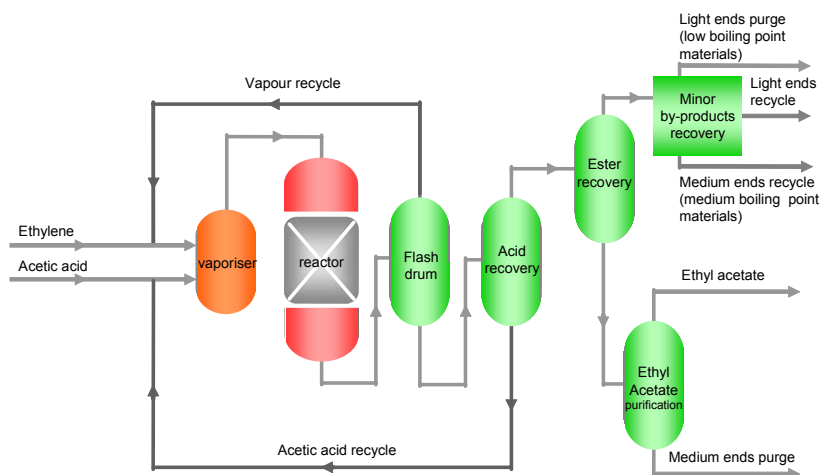 Light ends purge
(low boiling point
materials)
Vapour recycle
Light ends
recycle
Minor
by-products
recovery
Ester
recovery
Medium ends recycle
(medium boiling point
materials)
Ethylene
Acetic acid
vaporiser
reactor
Flash
drum
Acid
recovery
Ethyl acetate
Ethyl
Acetate
purification
Acetic acid recycle
Medium ends purge